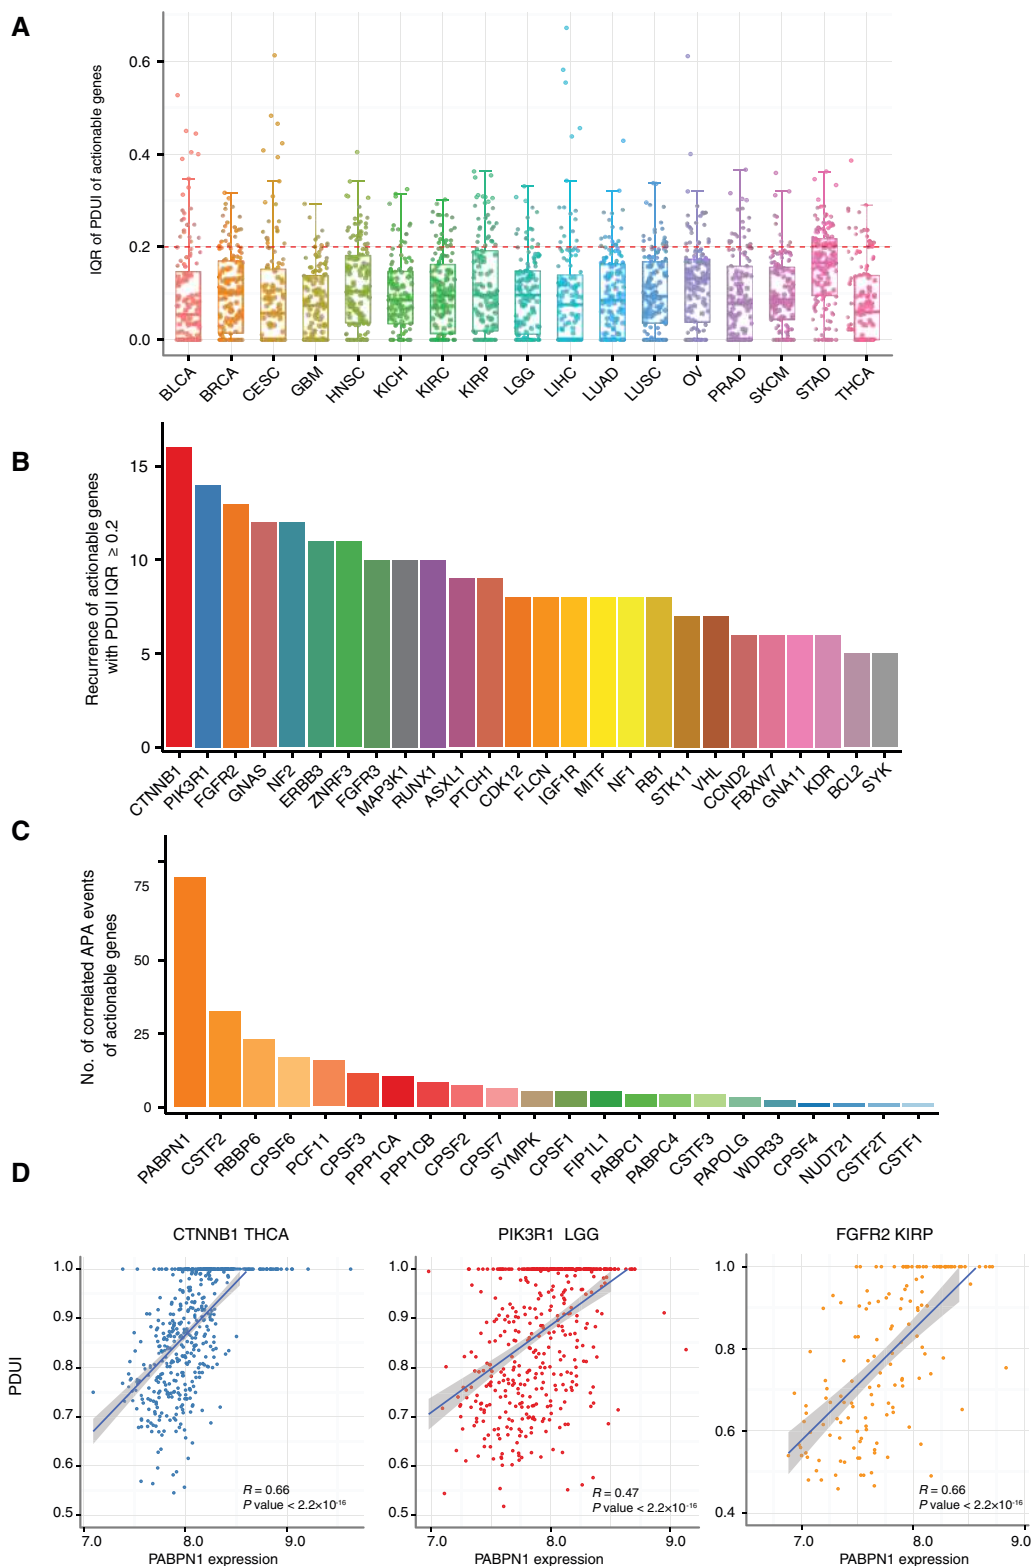 A
IQR of PDUI of actionable genes
0.6
0.4
0.2
0.0
BLCA BRCA CESC GBM HNSC KICH KIRC KIRP LGG LIHC LUAD LUSC OV PRAD SKCM STAD THCA
B
Recurrence of actionable genes
with PDUI IQR ≥ 0.2
15
10
5
0
CTNNB1 PIK3R1 FGFR2 GNAS NF2 ERBB3 ZNRF3 FGFR3 MAP3K1 RUNX1 ASXL1 PTCH1 CDK12 FLCN IGF1R MITF NF1 RB1 STK11 VHL CCND2 FBXW7 GNA11 KDR BCL2 SYK
C
No. of correlated APA events
of actionable genes
75
50
25
0
PABPN1 CSTF2 RBBP6 CPSF6 PCF11 CPSF3 PPP1CA PPP1CB CPSF2 CPSF7 SYMPK CPSF1 FIP1L1 PABPC1 PABPC4 CSTF3 PAPOLG WDR33 CPSF4 NUDT21 CSTF2T CSTF1
D
PDUI
CTNNB1 THCA
1.0
0.9
0.8
0.7
0.6
0.5
R = 0.66
P value < 2.2×10-16
7.0 8.0 9.0
PABPN1 expression
PIK3R1 LGG
1.0
0.9
0.8
0.7
0.6
0.5
R = 0.47
P value < 2.2×10-16
7.0 8.0 9.0
PABPN1 expression
FGFR2 KIRP
1.0
0.8
0.6
0.4
R = 0.66
P value < 2.2×10-16
7.0 8.0 9.0
PABPN1 expression